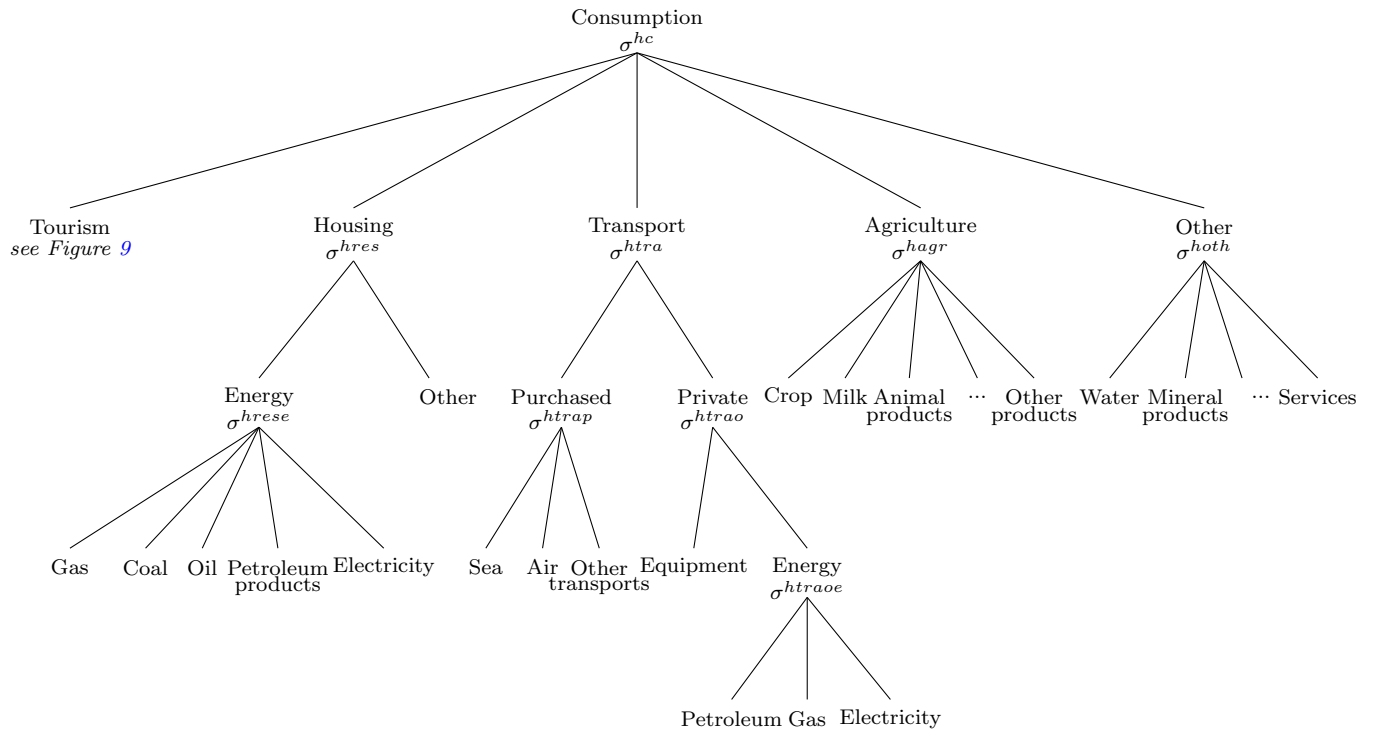 Consumption
σ^{hc}
Tourism
see Figure 9
Housing
σ^{hres}
Transport
σ^{htra}
Agriculture
σ^{hagr}
Other
σ^{hoth}
Energy
σ^{hrese}
Other
Purchased
σ^{htrap}
Private
σ^{htrao}
Crop
Milk
Animal
products
...
Other
products
Water
Mineral
products
...
Services
Gas
Coal
Oil
Petroleum
products
Electricity
Sea
Air
Other
transports
Equipment
Energy
σ^{htraoe}
Petroleum
Gas
Electricity